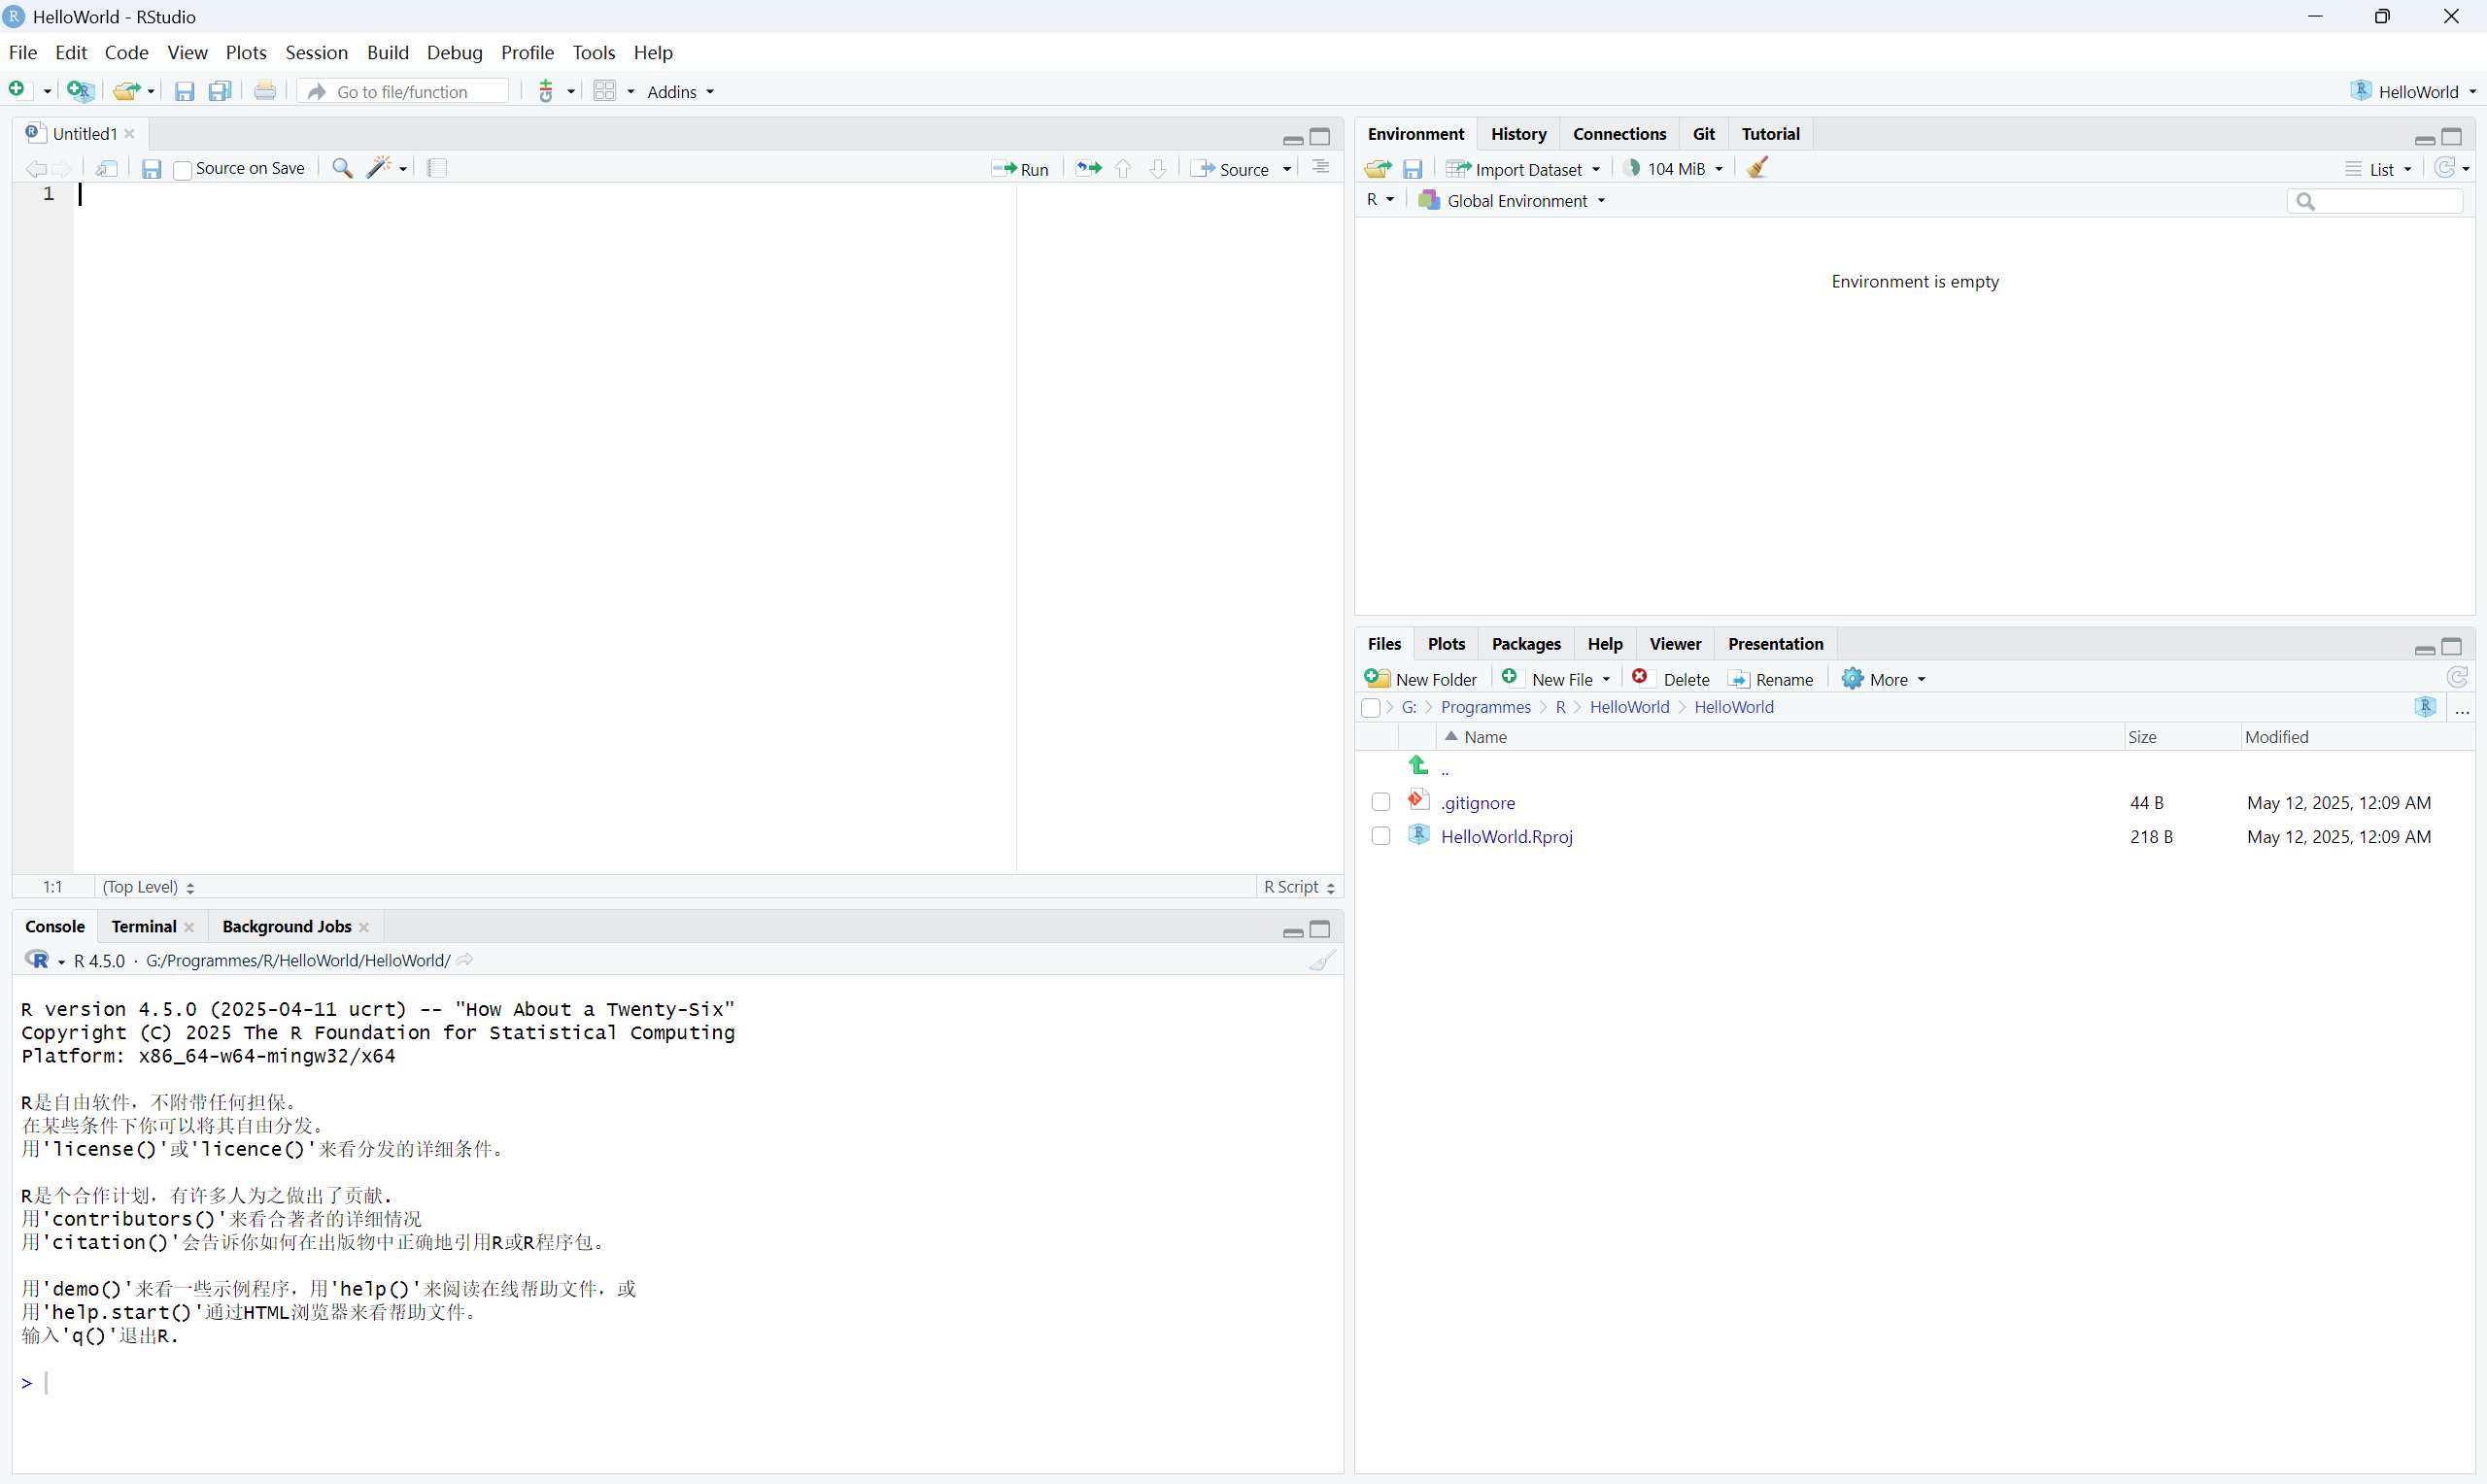 HelloWorld - RStudio
File Edit Code View Plots Session Build Debug Profile Tools Help
Go to file/function Addins HelloWorld
Untitled1
Source on Save Run Source
1
1:1 (Top Level) R Script
Console Terminal Background Jobs
R 4.5.0 · G:/Programmes/R/HelloWorld/HelloWorld/
R version 4.5.0 (2025-04-11 ucrt) -- "How About a Twenty-Six"
Copyright (C) 2025 The R Foundation for Statistical Computing
Platform: x86_64-w64-mingw32/x64
R是自由软件，不附带任何担保。
在某些条件下你可以将其自由分发。
用'license()'或'licence()'来看分发的详细条件。
R是个合作计划，有许多人为之做出了贡献.
用'contributors()'来看合著者的详细情况
用'citation()'会告诉你如何在出版物中正确地引用R或R程序包。
用'demo()'来看一些示例程序，用'help()'来阅读在线帮助文件，或
用'help.start()'通过HTML浏览器来看帮助文件。
输入'q()'退出R.
>
Environment History Connections Git Tutorial
Import Dataset 104 MiB List
R Global Environment
Environment is empty
Files Plots Packages Help Viewer Presentation
New Folder New File Delete Rename More
G: Programmes R HelloWorld HelloWorld ...
Name Size Modified
..
.gitignore 44 B May 12, 2025, 12:09 AM
HelloWorld.Rproj 218 B May 12, 2025, 12:09 AM